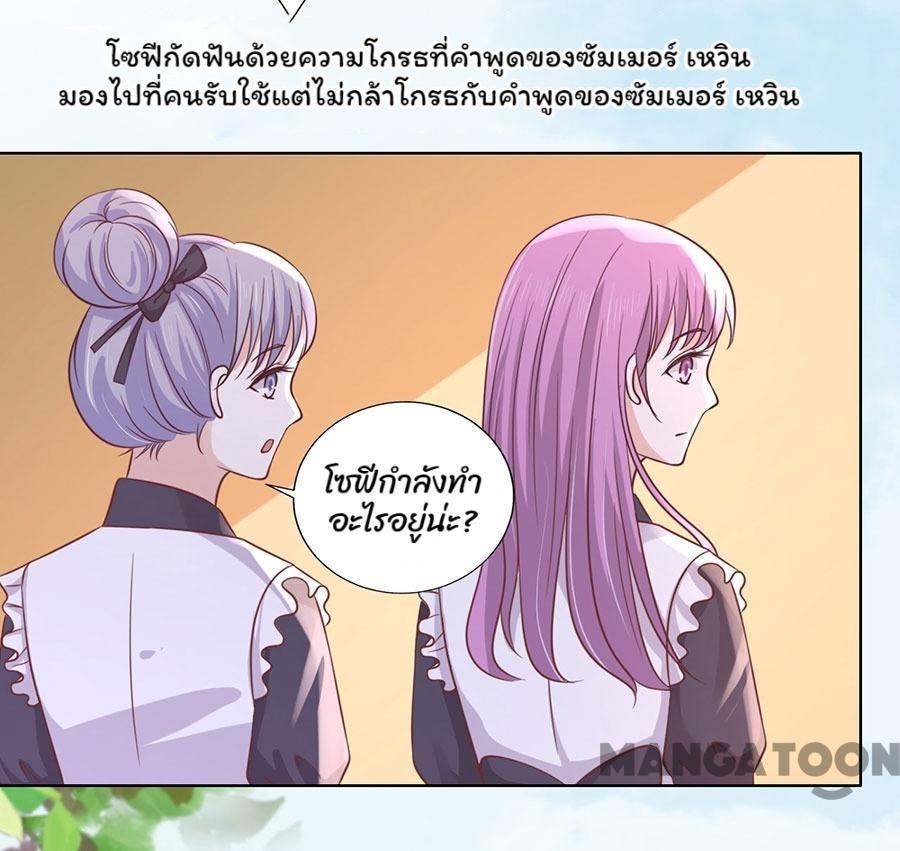 โซฟีกัดฟันด้วยความโกรธที่คำพูดของซัมเมอร์ เหวิน
มองไปที่คนรับใช้แต่ไม่กล้าโกรธกับคำพูดของซัมเมอร์ เหวิน
โซฟีกำลังทำ
อะไรอยู่น่ะ?
MANGATOON